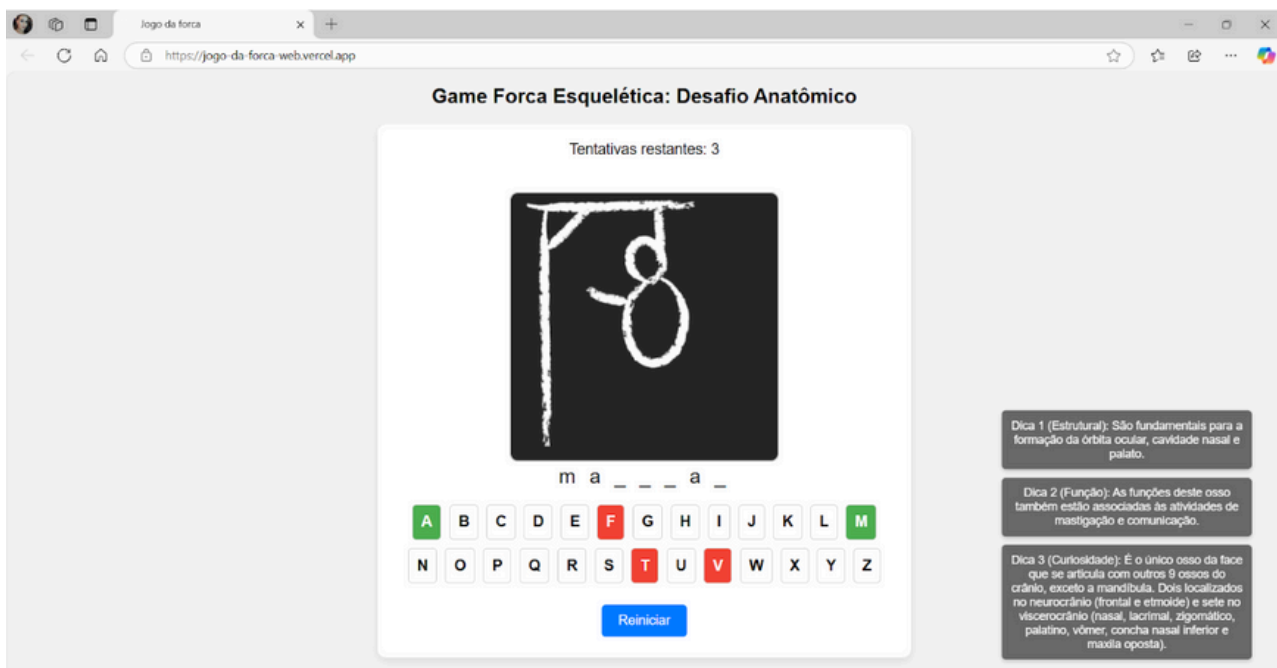 Jogo da forca
https://jogo-da-forca-web.vercel.app
Game Forca Esquelética: Desafio Anatômico
Tentativas restantes: 3
m a _ _ _ a _
A B C D E F G H I J K L M
N O P Q R S T U V W X Y Z
Reiniciar
Dica 1 (Estrutural): São fundamentais para a
formação da órbita ocular, cavidade nasal e
palato.
Dica 2 (Função): As funções deste osso
também estão associadas às atividades de
mastigação e comunicação.
Dica 3 (Curiosidade): É o único osso da face
que se articula com outros 9 ossos do
crânio, exceto a mandíbula. Dois localizados
no neurocrânio (frontal e etmoide) e sete no
viscerocrânio (nasal, lacrimal, zigomático,
palatino, vômer, concha nasal inferior e
maxila oposta).